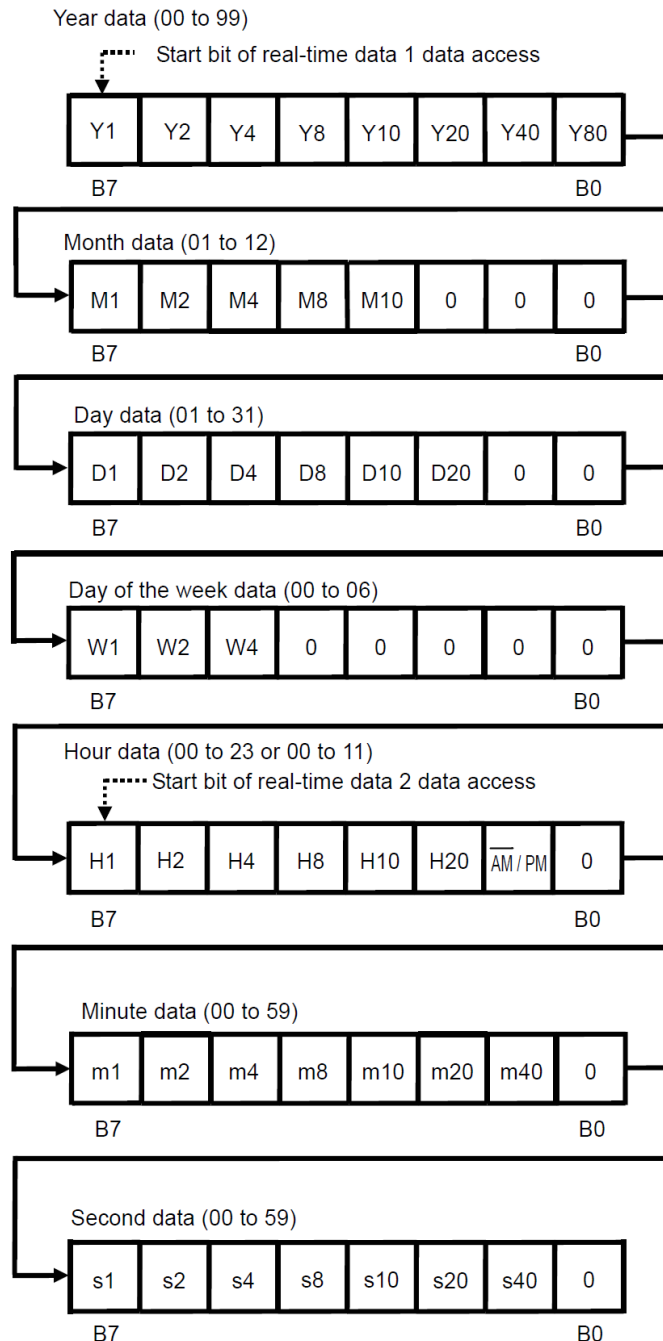 Year data (00 to 99)
Start bit of real-time data 1 data access
Y1 Y2 Y4 Y8 Y10 Y20 Y40 Y80
B7 B0
Month data (01 to 12)
M1 M2 M4 M8 M10 0 0 0
B7 B0
Day data (01 to 31)
D1 D2 D4 D8 D10 D20 0 0
B7 B0
Day of the week data (00 to 06)
W1 W2 W4 0 0 0 0 0
B7 B0
Hour data (00 to 23 or 00 to 11)
Start bit of real-time data 2 data access
H1 H2 H4 H8 H10 H20 A̅M̅ / PM 0
B7 B0
Minute data (00 to 59)
m1 m2 m4 m8 m10 m20 m40 0
B7 B0
Second data (00 to 59)
s1 s2 s4 s8 s10 s20 s40 0
B7 B0